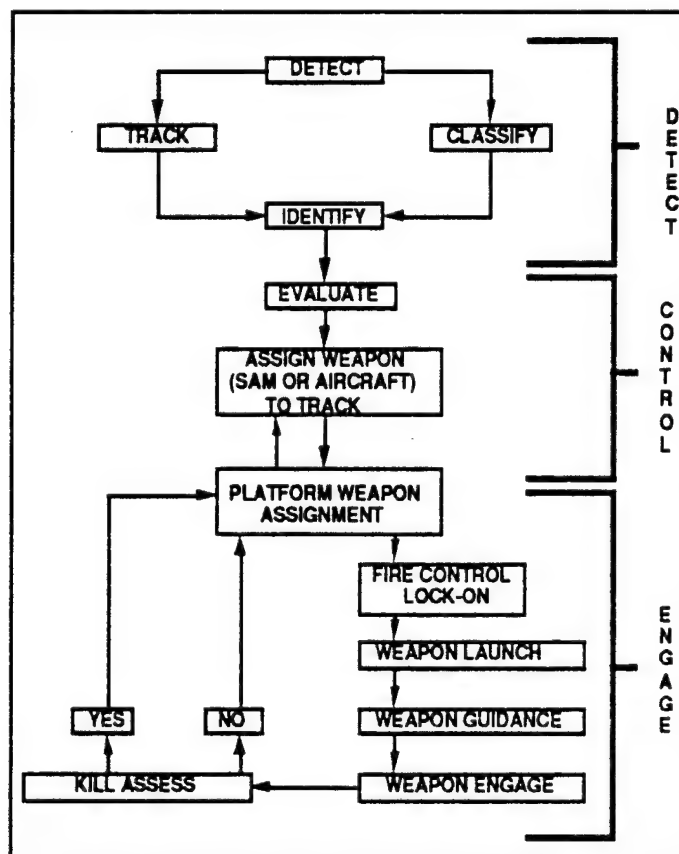 DETECT
TRACK
CLASSIFY
IDENTIFY
EVALUATE
ASSIGN WEAPON
(SAM OR AIRCRAFT)
TO TRACK
PLATFORM WEAPON
ASSIGNMENT
FIRE CONTROL
LOCK-ON
WEAPON LAUNCH
YES
NO
WEAPON GUIDANCE
KILL ASSESS
WEAPON ENGAGE
DETECT
CONTROL
ENGAGE